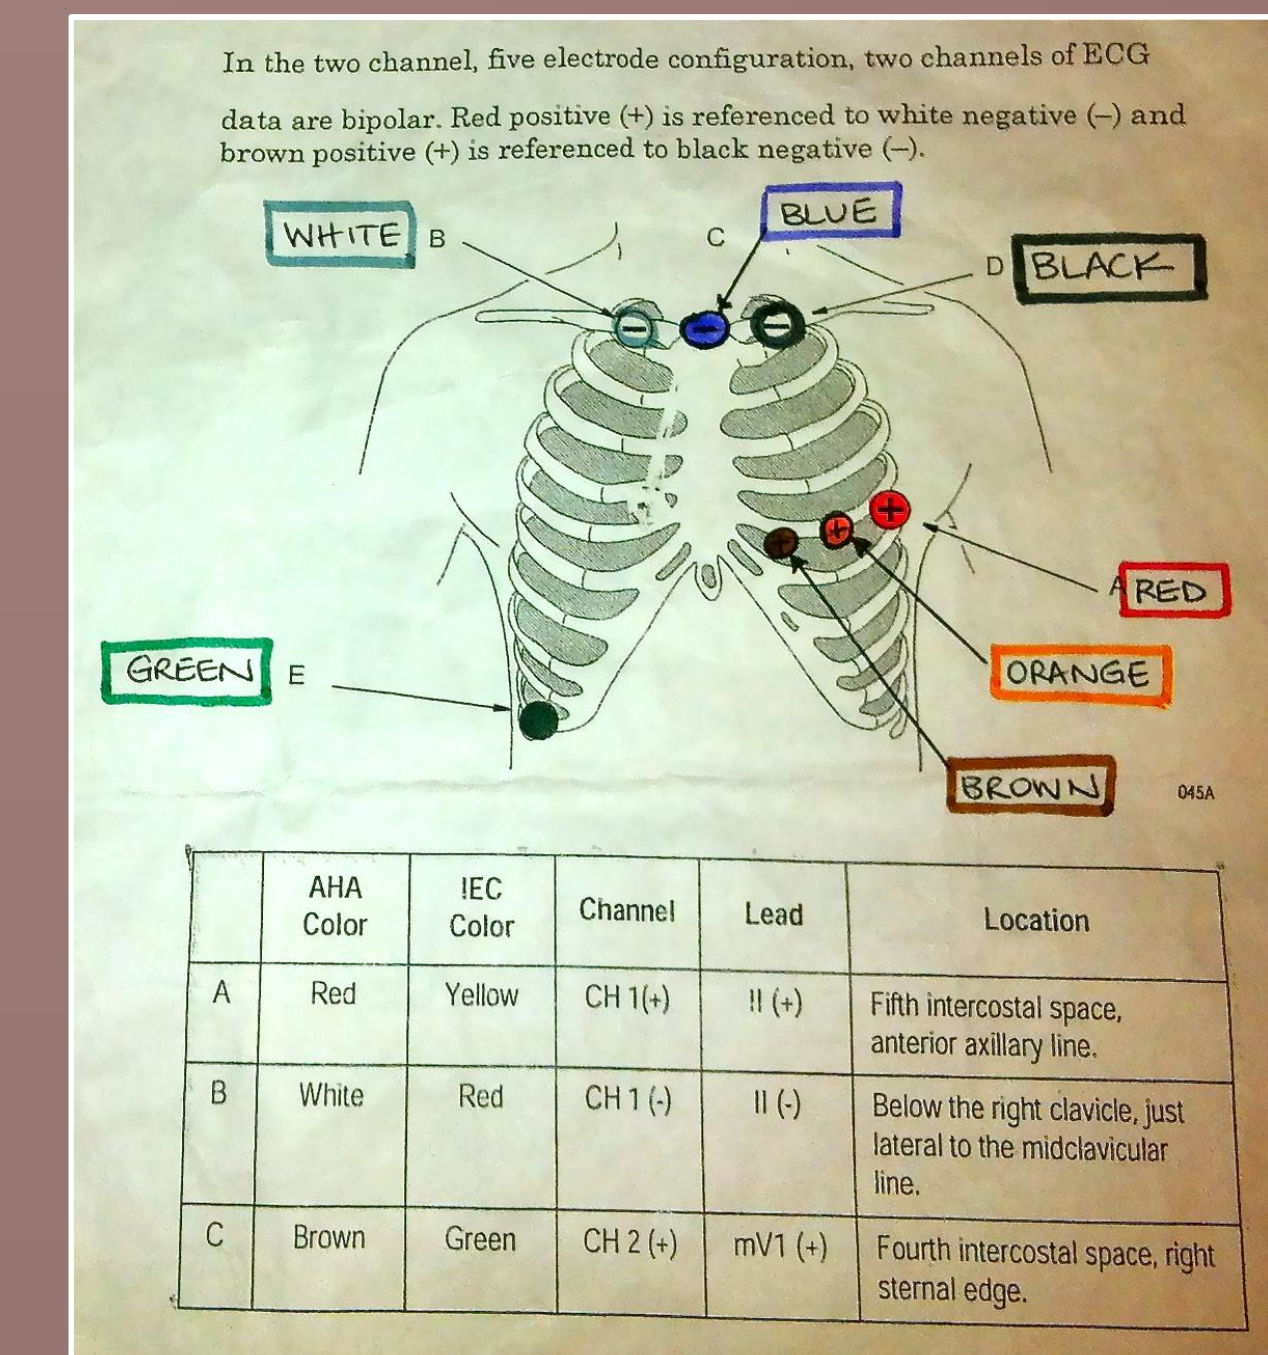 In the two channel, five electrode configuration, two channels of ECG
data are bipolar. Red positive (+) is referenced to white negative (–) and
brown positive (+) is referenced to black negative (–).
BLUE
WHITE B
C
D BLACK
A RED
GREEN E
ORANGE
BROWN
045A
AHA
Color
IEC
Color
Channel
Lead
Location
A
Red
Yellow
CH 1(+)
II (+)
Fifth intercostal space,
anterior axillary line.
B
White
Red
CH 1 (-)
II (-)
Below the right clavicle, just
lateral to the midclavicular
line.
C
Brown
Green
CH 2 (+)
mV1 (+)
Fourth intercostal space, right
sternal edge.